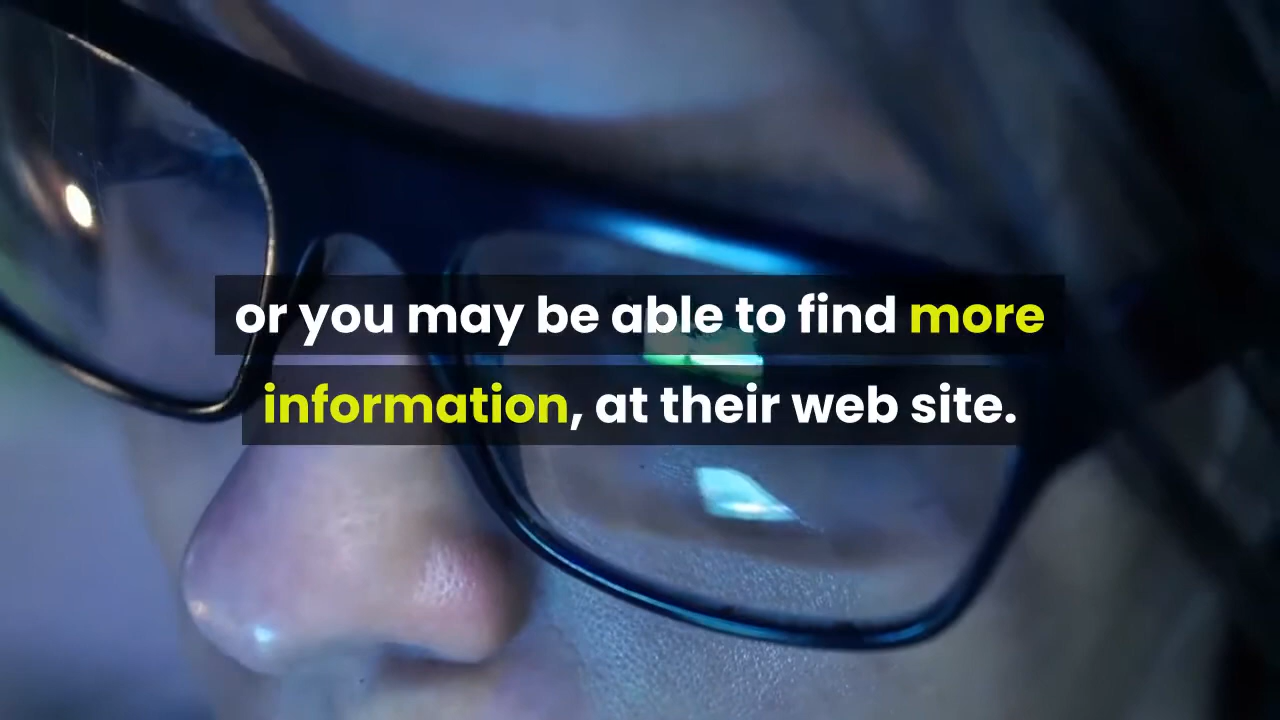 or you may be able to find more
information, at their web site.